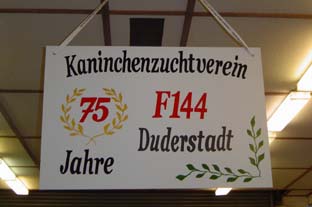 Kaninchenzuchtverein
75 F144
Duderstadt
Jahre